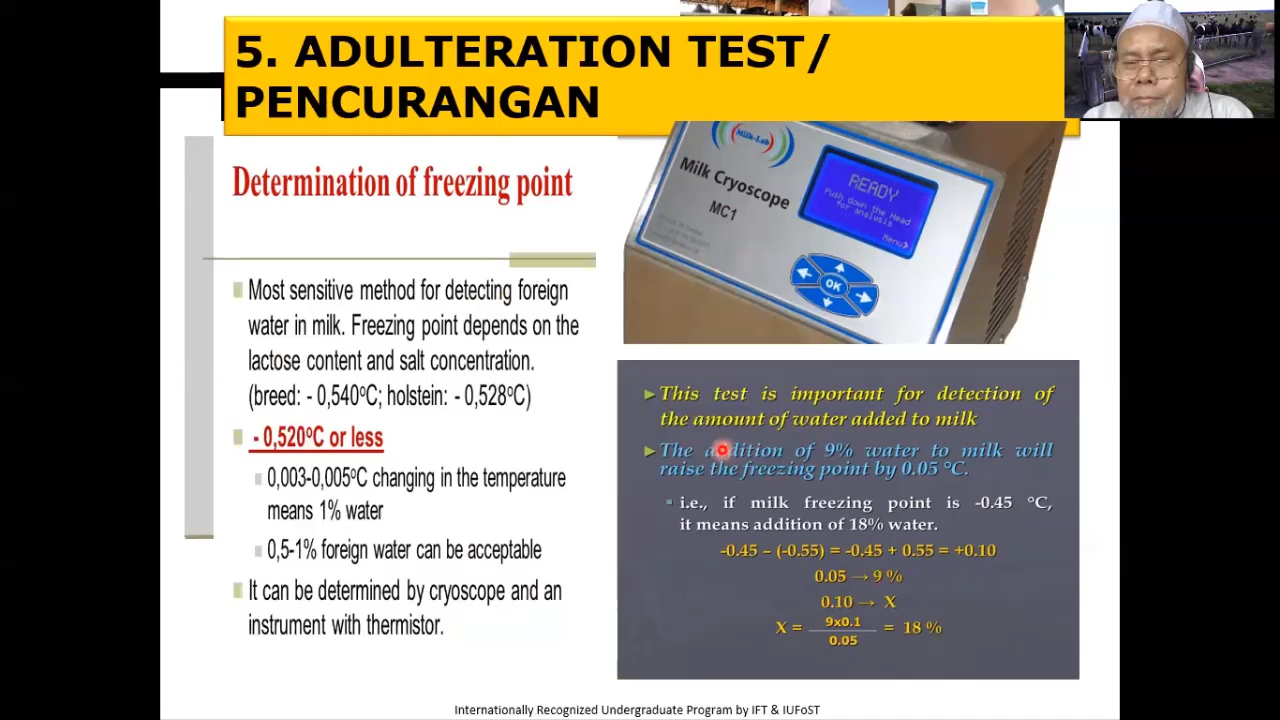 5. ADULTERATION TEST/
PENCURANGAN
Determination of freezing point
Most sensitive method for detecting foreign
water in milk. Freezing point depends on the
lactose content and salt concentration.
(breed: - 0,540ºC; holstein: - 0,528ºC)
- 0,520ºC or less
0,003-0,005ºC changing in the temperature
means 1% water
0,5-1% foreign water can be acceptable
It can be determined by cryoscope and an
instrument with thermistor.
Milk-Lab
Milk Cryoscope
MC1
READY
Push down the Head
for analysis
Menu>
OK
This test is important for detection of
the amount of water added to milk
The addition of 9% water to milk will
raise the freezing point by 0.05 °C.
i.e., if milk freezing point is -0.45 °C,
it means addition of 18% water.
-0.45 – (-0.55) = -0.45 + 0.55 = +0.10
0.05 → 9 %
0.10 → X
X = 9x0.1 / 0.05 = 18 %
Internationally Recognized Undergraduate Program by IFT & IUFoST